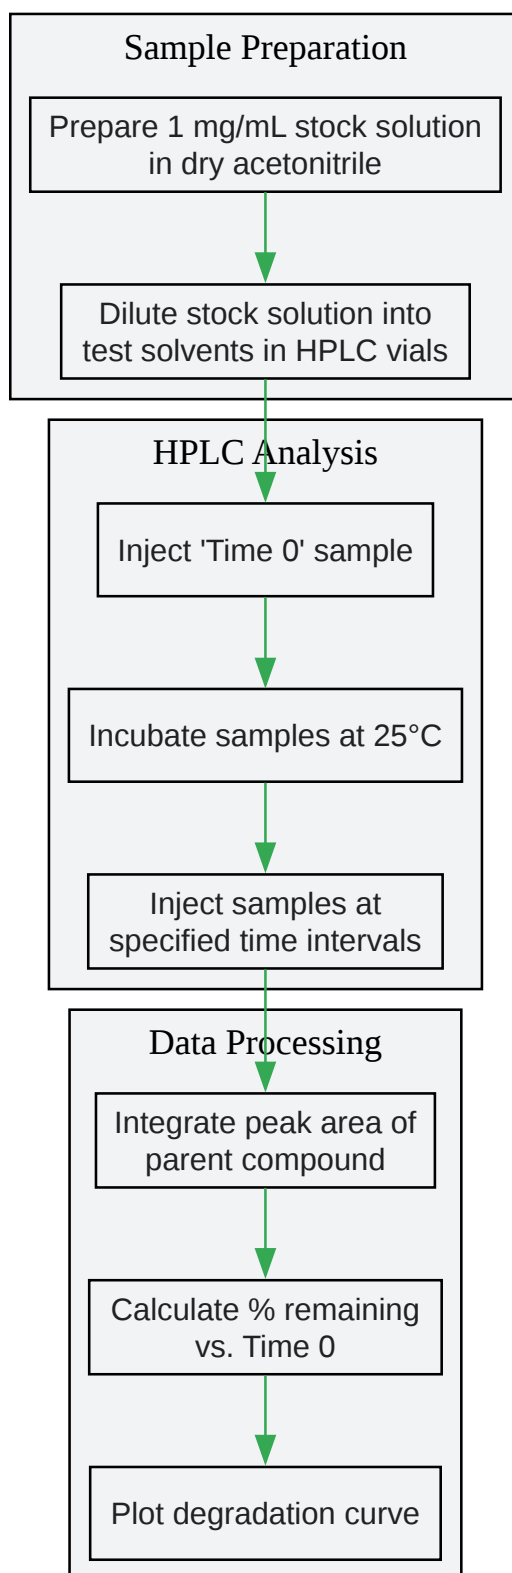 Sample Preparation
Prepare 1 mg/mL stock solution
in dry acetonitrile
Dilute stock solution into
test solvents in HPLC vials
HPLC Analysis
Inject 'Time 0' sample
Incubate samples at 25°C
Inject samples at
specified time intervals
Data Processing
Integrate peak area of
parent compound
Calculate % remaining
vs. Time 0
Plot degradation curve